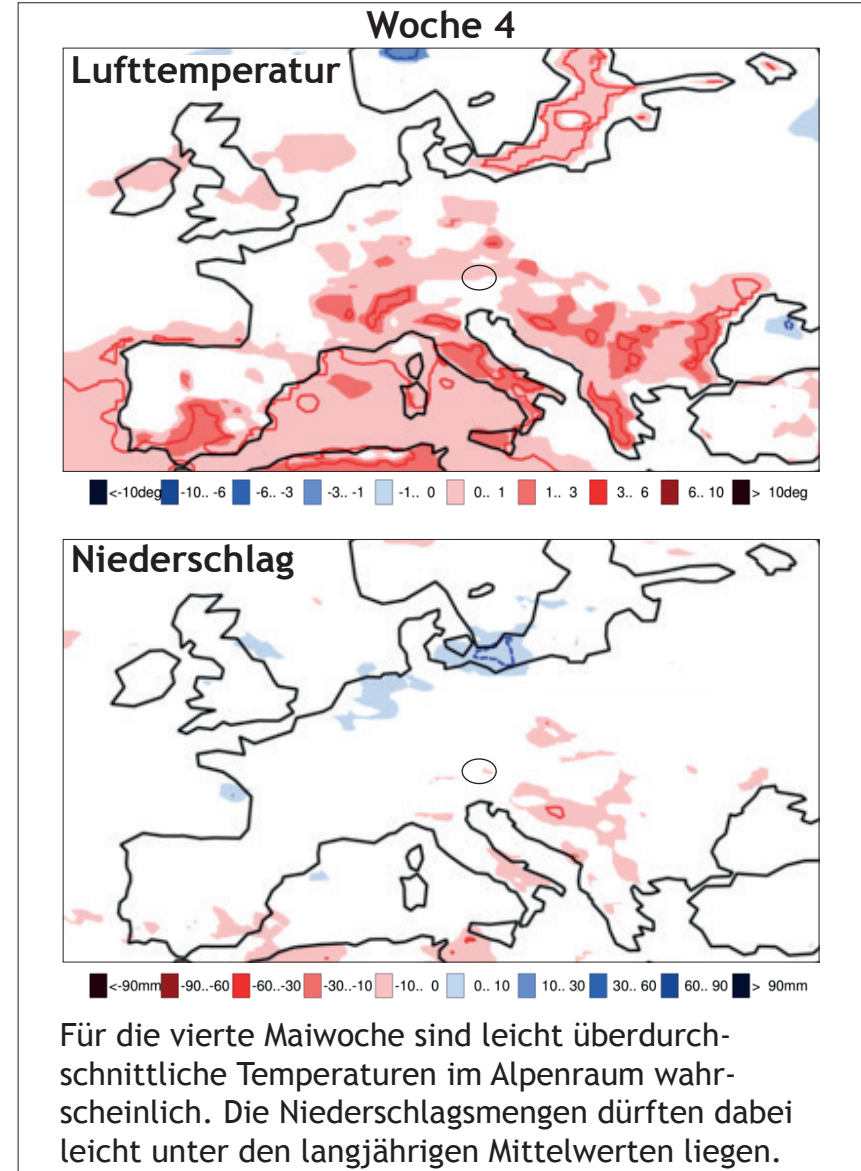 Woche 4
Lufttemperatur
<-10deg -10.. -6 -6.. -3 -3.. -1 -1.. 0 0.. 1 1.. 3 3.. 6 6.. 10 > 10deg
Niederschlag
<-90mm -90..-60 -60..-30 -30..-10 -10.. 0 0.. 10 10.. 30 30.. 60 60.. 90 > 90mm
Für die vierte Maiwoche sind leicht überdurch-
schnittliche Temperaturen im Alpenraum wahr-
scheinlich. Die Niederschlagsmengen dürften dabei
leicht unter den langjährigen Mittelwerten liegen.